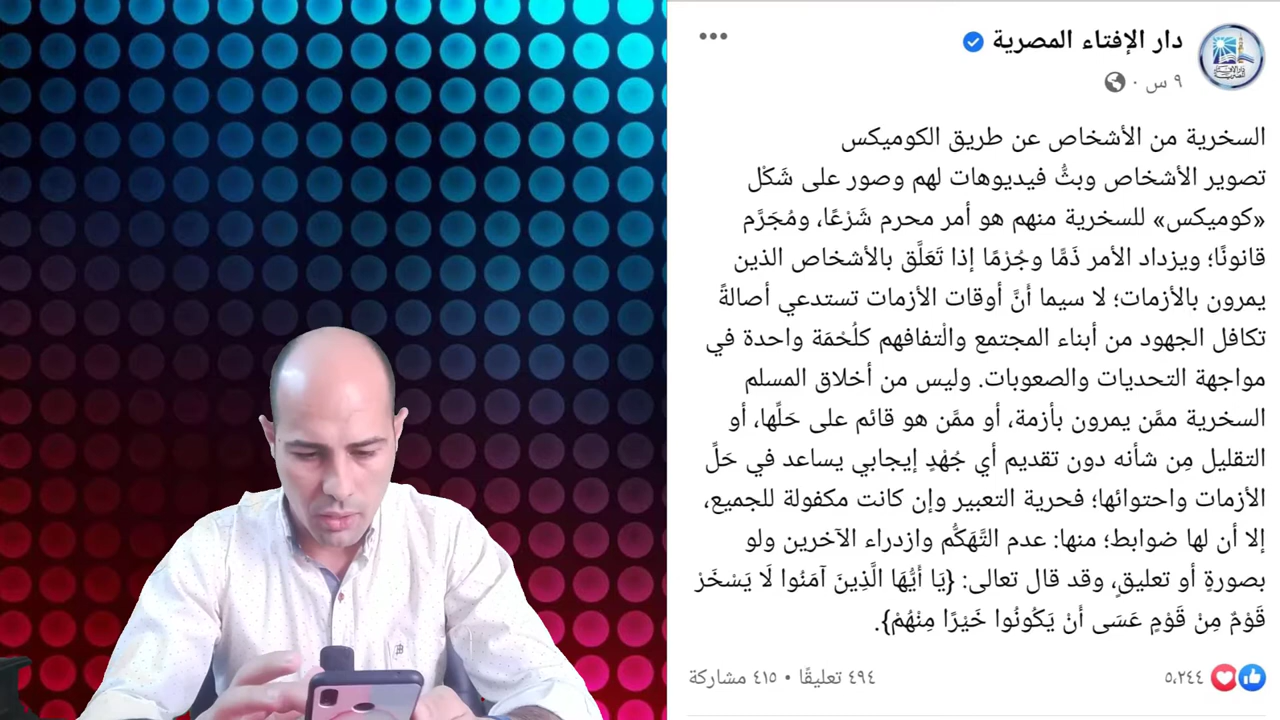 دار الإفتاء المصرية
٩ س ·
السخرية من الأشخاص عن طريق الكوميكس
تصوير الأشخاص وبثُّ فيديوهات لهم وصور على شَكْل
«كوميكس» للسخرية منهم هو أمر محرم شَرْعًا، ومُجَرَّم
قانونًا؛ ويزداد الأمر ذَمًّا وجُرْمًا إذا تَعَلَّق بالأشخاص الذين
يمرون بالأزمات؛ لا سيما أنَّ أوقات الأزمات تستدعي أصالةً
تكافل الجهود من أبناء المجتمع والْتفافهم كلُحْمَة واحدة في
مواجهة التحديات والصعوبات. وليس من أخلاق المسلم
السخرية ممَّن يمرون بأزمة، أو ممَّن هو قائم على حَلِّها، أو
التقليل مِن شأنه دون تقديم أي جُهْدٍ إيجابي يساعد في حَلِّ
الأزمات واحتوائها؛ فحرية التعبير وإن كانت مكفولة للجميع،
إلا أن لها ضوابط؛ منها: عدم التَّهَكُّم وازدراء الآخرين ولو
بصورةٍ أو تعليقٍ، وقد قال تعالى: {يَا أَيُّهَا الَّذِينَ آمَنُوا لَا يَسْخَرْ
قَوْمٌ مِنْ قَوْمٍ عَسَى أَنْ يَكُونُوا خَيْرًا مِنْهُمْ}.
٥،٢٤٤
٤٩٤ تعليقًا • ٤١٥ مشاركة